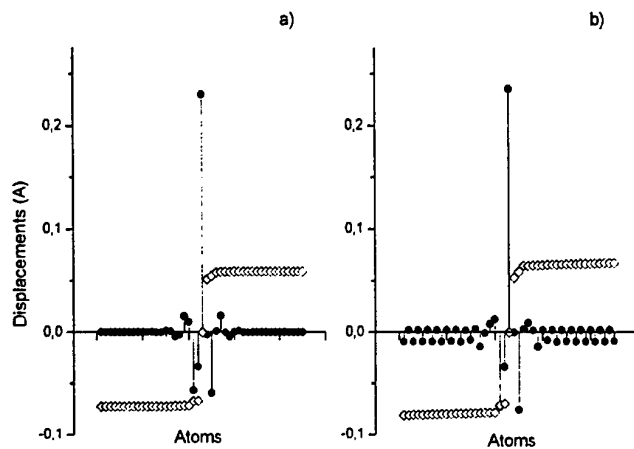 a)
b)
Displacements (A)
0,2
0,1
0,0
-0,1
Atoms
0,2
0,1
0,0
-0,1
Atoms